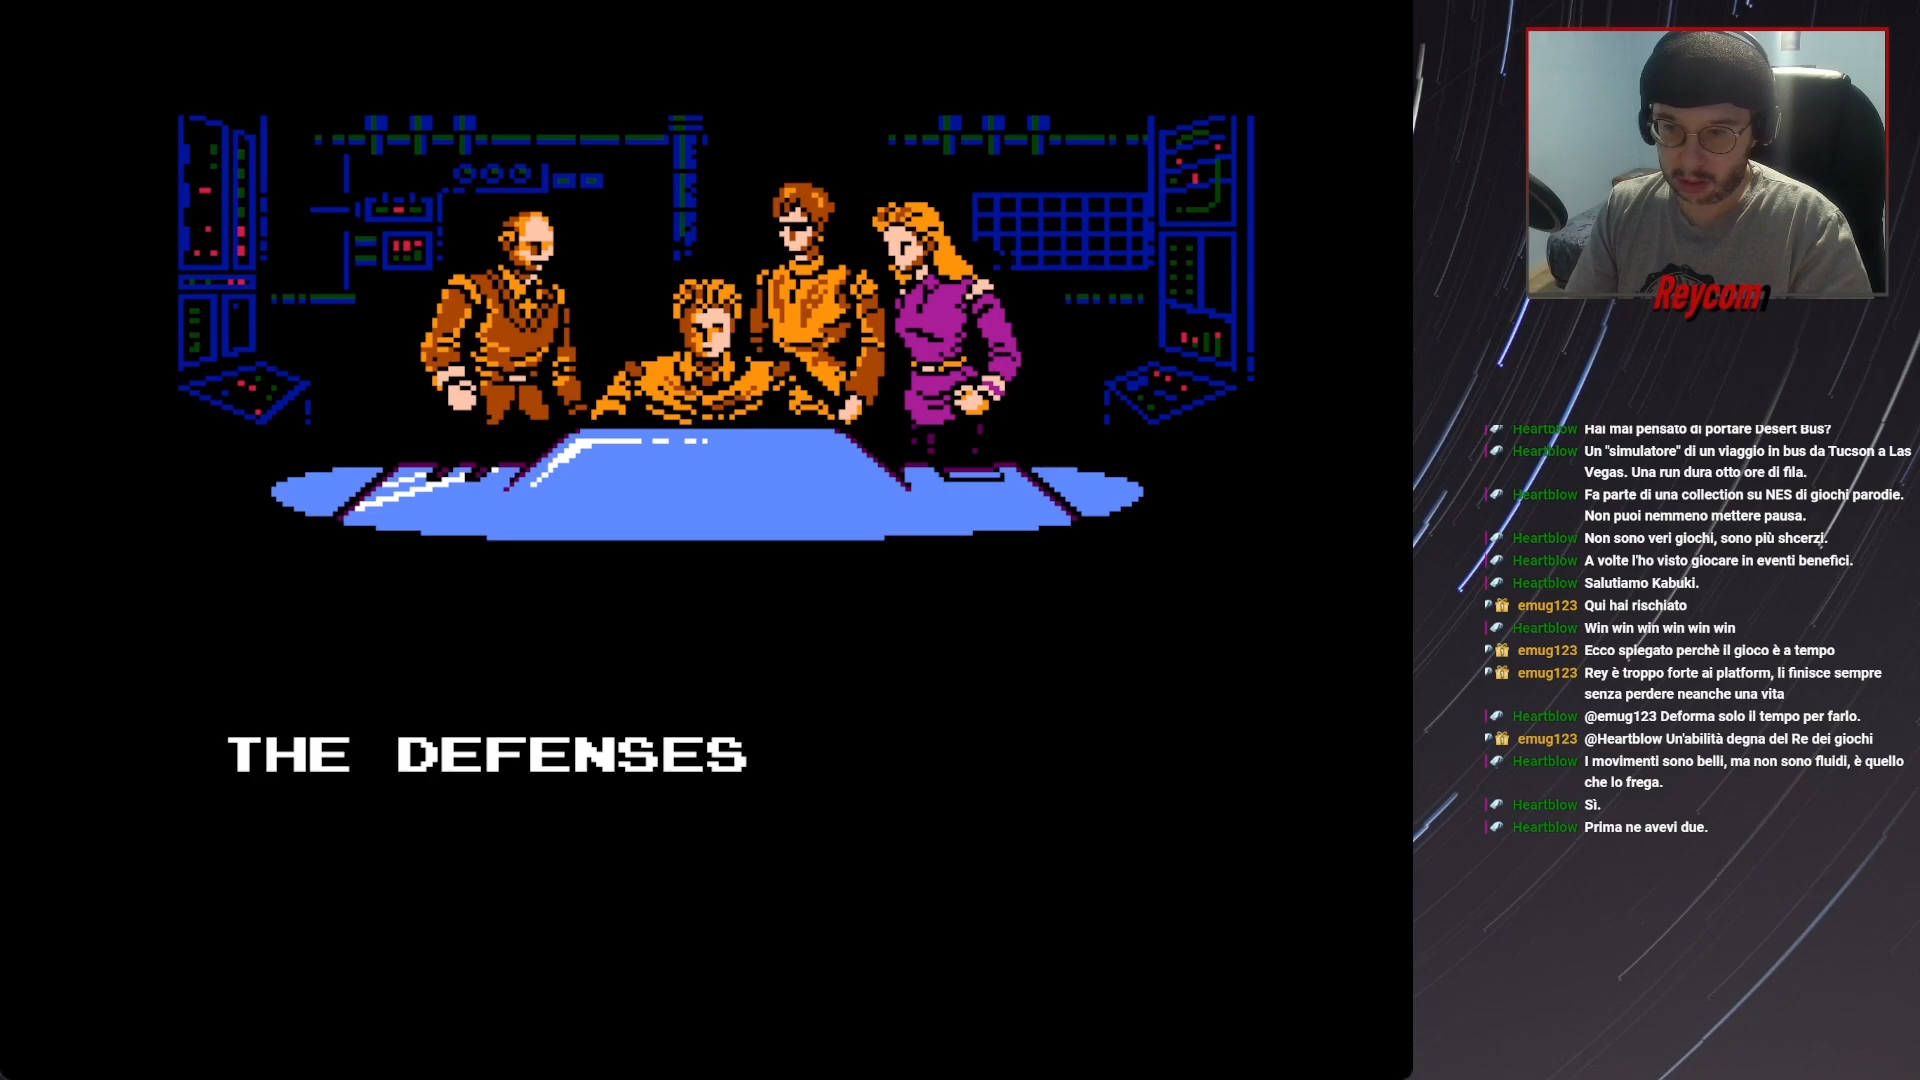 THE DEFENSES
Reycom
Heartblow Hai mai pensato di portare Desert Bus?
Heartblow Un "simulatore" di un viaggio in bus da Tucson a Las
Vegas. Una run dura otto ore di fila.
Heartblow Fa parte di una collection su NES di giochi parodie.
Non puoi nemmeno mettere pausa.
Heartblow Non sono veri giochi, sono più shcerzi.
Heartblow A volte l'ho visto giocare in eventi benefici.
Heartblow Salutiamo Kabuki.
emug123 Qui hai rischiato
Heartblow Win win win win win win
emug123 Ecco spiegato perchè il gioco è a tempo
emug123 Rey è troppo forte ai platform, li finisce sempre
senza perdere neanche una vita
Heartblow @emug123 Deforma solo il tempo per farlo.
emug123 @Heartblow Un'abilità degna del Re dei giochi
Heartblow I movimenti sono belli, ma non sono fluidi, è quello
che lo frega.
Heartblow Sì.
Heartblow Prima ne avevi due.